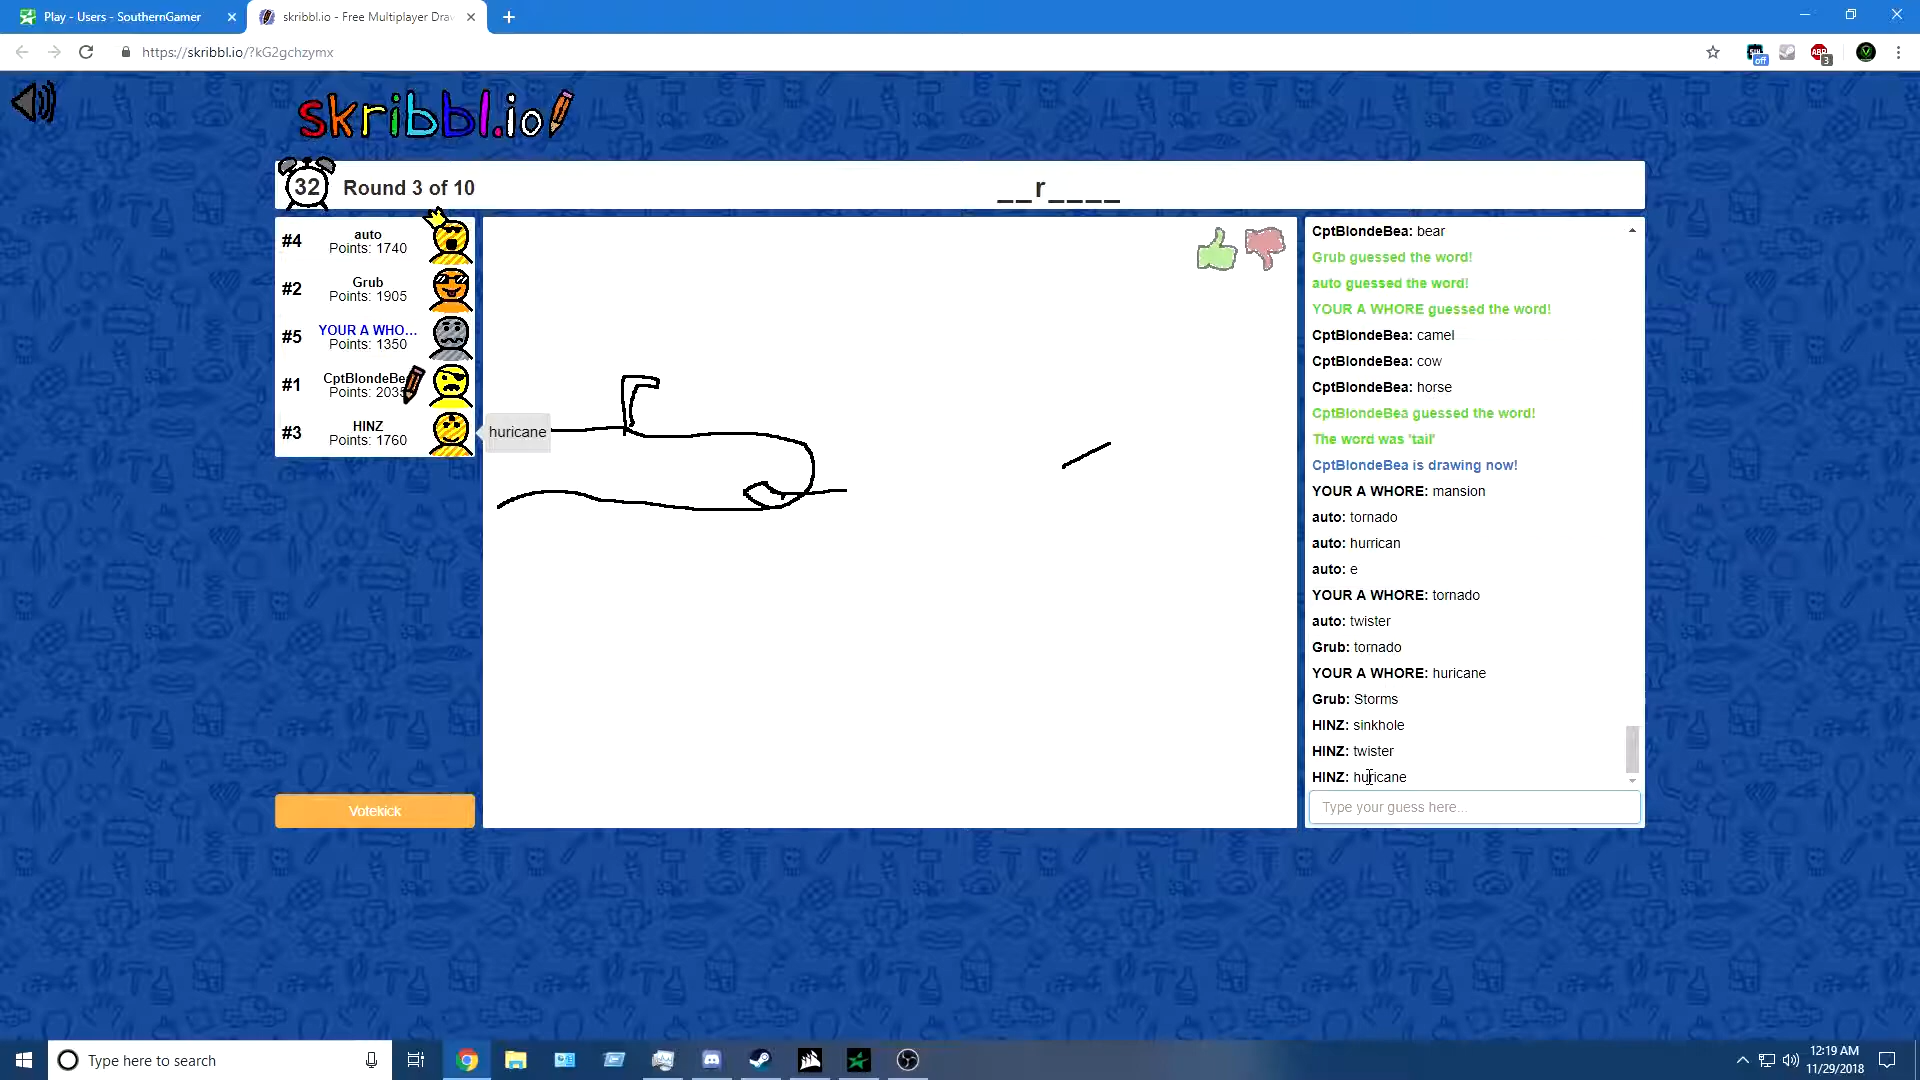 Play - Users - SouthernGamer
skribbl.io - Free Multiplayer Dra
https://skribbl.io/?kG2gchzymx
off
ABP
3
skribbl.io
32
Round 3 of 10
__r____
#4
auto
Points: 1740
#2
Grub
Points: 1905
#5
YOUR A WHO...
Points: 1350
#1
CptBlondeBe
Points: 2035
#3
HINZ
Points: 1760
huricane
Votekick
CptBlondeBea: bear
Grub guessed the word!
auto guessed the word!
YOUR A WHORE guessed the word!
CptBlondeBea: camel
CptBlondeBea: cow
CptBlondeBea: horse
CptBlondeBea guessed the word!
The word was 'tail'
CptBlondeBea is drawing now!
YOUR A WHORE: mansion
auto: tornado
auto: hurrican
auto: e
YOUR A WHORE: tornado
auto: twister
Grub: tornado
YOUR A WHORE: huricane
Grub: Storms
HINZ: sinkhole
HINZ: twister
HINZ: huricane
Type your guess here...
Type here to search
12:19 AM
11/29/2018